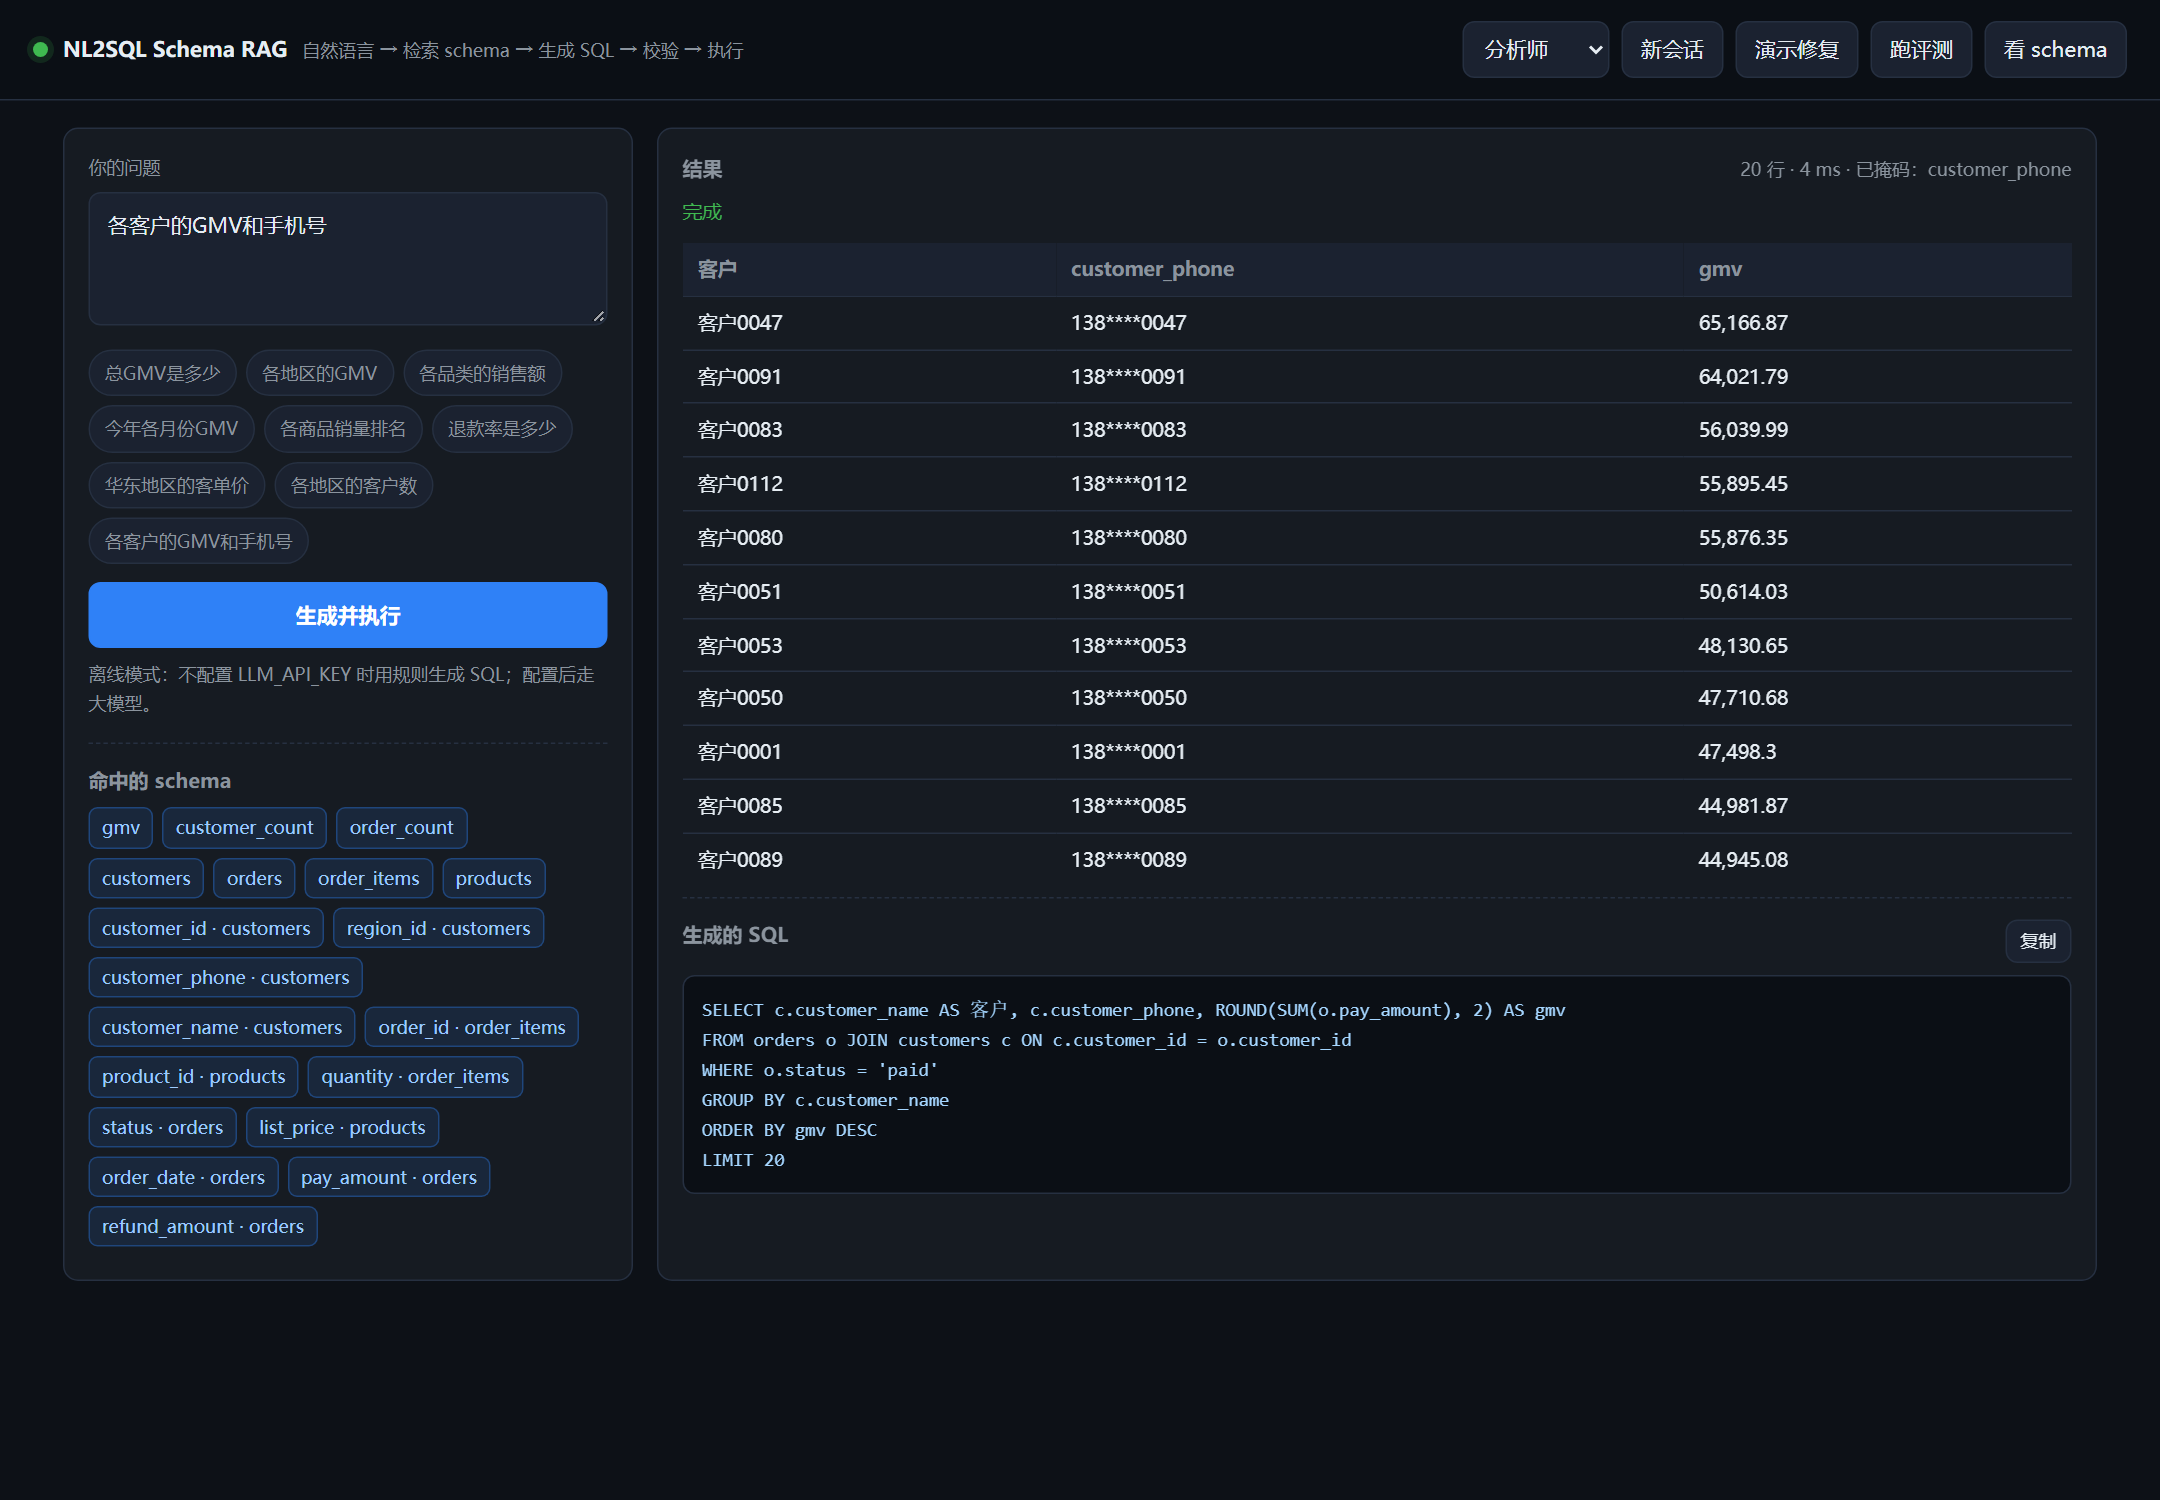 NL2SQL Schema RAG 自然语言 → 检索 schema → 生成 SQL → 校验 → 执行
分析师 新会话 演示修复 跑评测 看 schema
你的问题
各客户的GMV和手机号
总GMV是多少 各地区的GMV 各品类的销售额
今年各月份GMV 各商品销量排名 退款率是多少
华东地区的客单价 各地区的客户数
各客户的GMV和手机号
生成并执行
离线模式：不配置 LLM_API_KEY 时用规则生成 SQL；配置后走
大模型。
命中的 schema
gmv customer_count order_count
customers orders order_items products
customer_id · customers region_id · customers
customer_phone · customers
customer_name · customers order_id · order_items
product_id · products quantity · order_items
status · orders list_price · products
order_date · orders pay_amount · orders
refund_amount · orders
结果 20 行 · 4 ms · 已掩码：customer_phone
完成
客户 customer_phone gmv
客户0047 138****0047 65,166.87
客户0091 138****0091 64,021.79
客户0083 138****0083 56,039.99
客户0112 138****0112 55,895.45
客户0080 138****0080 55,876.35
客户0051 138****0051 50,614.03
客户0053 138****0053 48,130.65
客户0050 138****0050 47,710.68
客户0001 138****0001 47,498.3
客户0085 138****0085 44,981.87
客户0089 138****0089 44,945.08
生成的 SQL 复制
SELECT c.customer_name AS 客户, c.customer_phone, ROUND(SUM(o.pay_amount), 2) AS gmv
FROM orders o JOIN customers c ON c.customer_id = o.customer_id
WHERE o.status = 'paid'
GROUP BY c.customer_name
ORDER BY gmv DESC
LIMIT 20